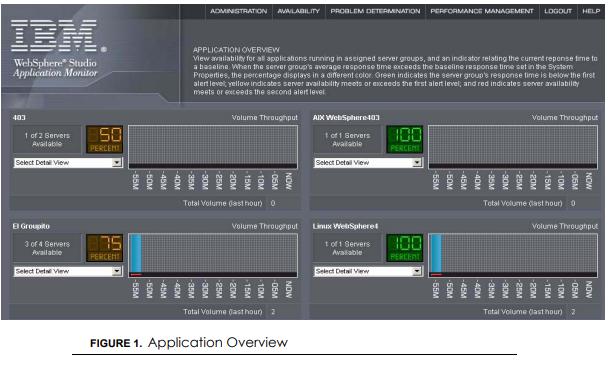 ADMINISTRATION AVAILABILITY PROBLEM DETERMINATION PERFORMANCE MANAGEMENT LOGOUT HELP
IBM
WebSphere® Studio
Application Monitor
APPLICATION OVERVIEW
View availability for all applications running in assigned server groups, and an indicator relating the current reponse time to
a baseline. When the server group's average response time exceeds the baseline response time set in the System
Properties, the percentage displays in a different color. Green indicates the server group's response time is below the first
alert level; yellow indicates server availability meets or exceeds the first alert level; and red indicates server availability
meets or exceeds the second alert level.
403 Volume Throughput
1 of 2 Servers
Available
50
PERCENT
Select Detail View
-55M -50M -45M -40M -35M -30M -25M -20M -15M -10M -05M NOW
Total Volume (last hour) 0
AIX WebSphere403 Volume Throughput
1 of 1 Servers
Available
100
PERCENT
Select Detail View
-55M -50M -45M -40M -35M -30M -25M -20M -15M -10M -05M NOW
Total Volume (last hour) 0
El Groupito Volume Throughput
3 of 4 Servers
Available
75
PERCENT
Select Detail View
-55M -50M -45M -40M -35M -30M -25M -20M -15M -10M -05M NOW
Total Volume (last hour) 2
Linux WebSphere4 Volume Throughput
1 of 1 Servers
Available
100
PERCENT
Select Detail View
-55M -50M -45M -40M -35M -30M -25M -20M -15M -10M -05M NOW
Total Volume (last hour) 2
FIGURE 1. Application Overview